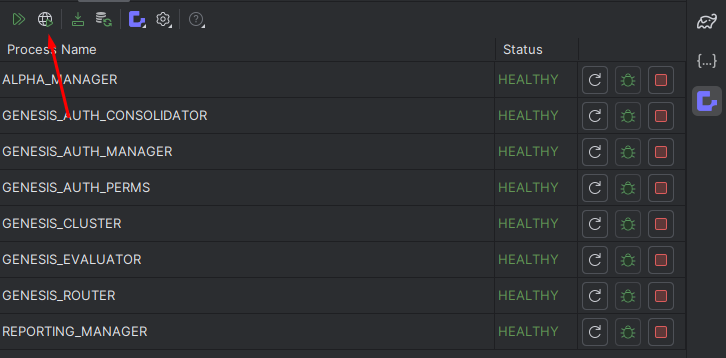 Process Name Status
ALPHA_MANAGER HEALTHY
GENESIS_AUTH_CONSOLIDATOR HEALTHY
GENESIS_AUTH_MANAGER HEALTHY
GENESIS_AUTH_PERMS HEALTHY
GENESIS_CLUSTER HEALTHY
GENESIS_EVALUATOR HEALTHY
GENESIS_ROUTER HEALTHY
REPORTING_MANAGER HEALTHY